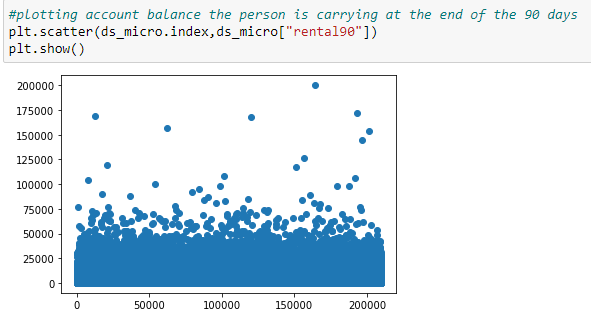 #plotting account balance the person is carrying at the end of the 90 days
plt.scatter(ds_micro.index,ds_micro["rental90"])
plt.show()
200000
175000
150000
125000
100000
75000
50000
25000
0
0 50000 100000 150000 200000